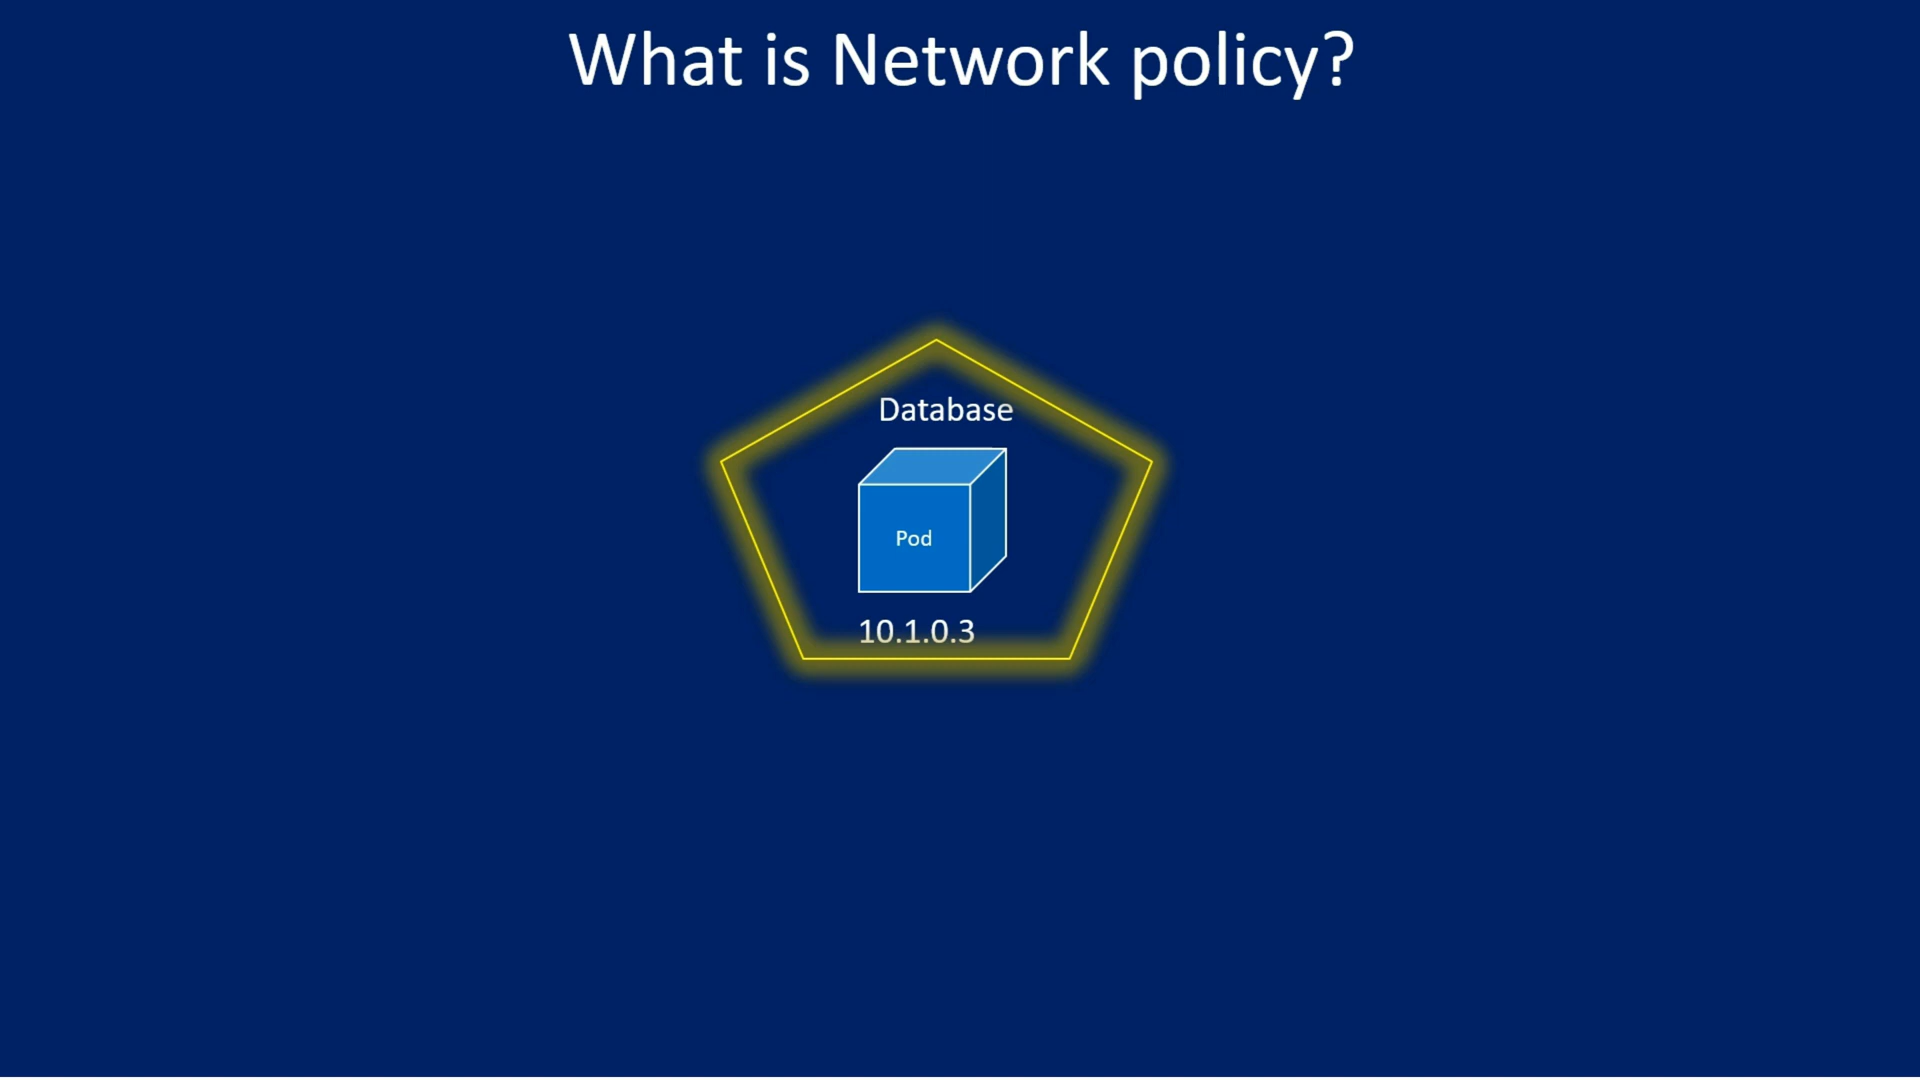 What is Network policy?
Database
Pod
10.1.0.3